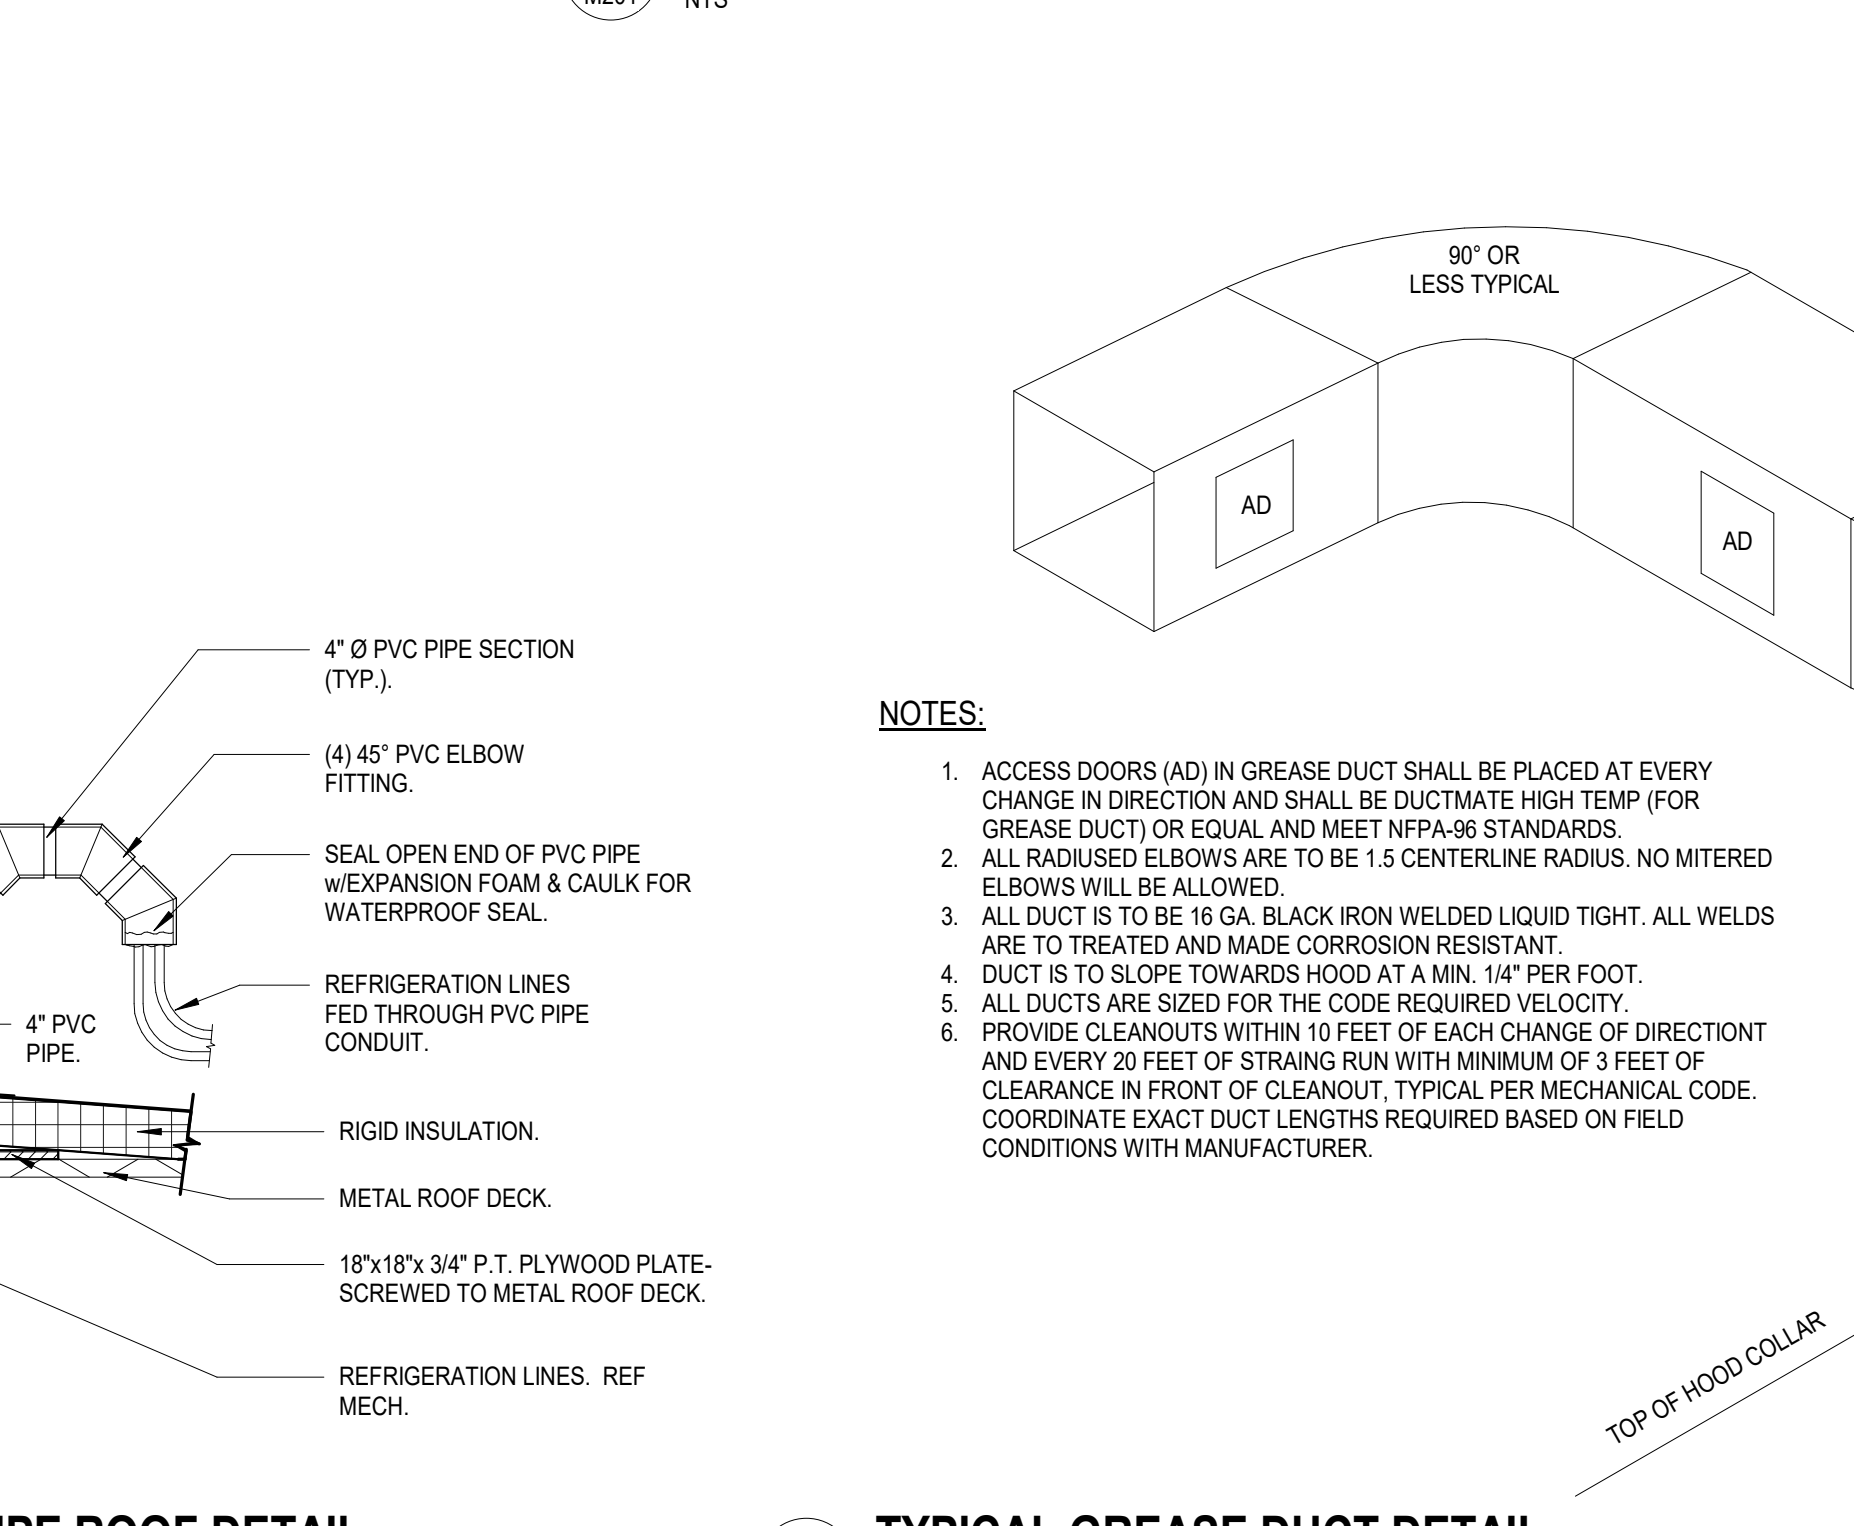 M201
NTS
90° OR
LESS TYPICAL
AD
AD
4" Ø PVC PIPE SECTION
(TYP.).
(4) 45° PVC ELBOW
FITTING.
SEAL OPEN END OF PVC PIPE
w/EXPANSION FOAM & CAULK FOR
WATERPROOF SEAL.
REFRIGERATION LINES
FED THROUGH PVC PIPE
CONDUIT.
4" PVC
PIPE.
RIGID INSULATION.
METAL ROOF DECK.
18"x18"x 3/4" P.T. PLYWOOD PLATE-
SCREWED TO METAL ROOF DECK.
REFRIGERATION LINES.  REF
MECH.
NOTES:
1. ACCESS DOORS (AD) IN GREASE DUCT SHALL BE PLACED AT EVERY
CHANGE IN DIRECTION AND SHALL BE DUCTMATE HIGH TEMP (FOR
GREASE DUCT) OR EQUAL AND MEET NFPA-96 STANDARDS.
2. ALL RADIUSED ELBOWS ARE TO BE 1.5 CENTERLINE RADIUS. NO MITERED
ELBOWS WILL BE ALLOWED.
3. ALL DUCT IS TO BE 16 GA. BLACK IRON WELDED LIQUID TIGHT. ALL WELDS
ARE TO TREATED AND MADE CORROSION RESISTANT.
4. DUCT IS TO SLOPE TOWARDS HOOD AT A MIN. 1/4" PER FOOT.
5. ALL DUCTS ARE SIZED FOR THE CODE REQUIRED VELOCITY.
6. PROVIDE CLEANOUTS WITHIN 10 FEET OF EACH CHANGE OF DIRECTIONT
AND EVERY 20 FEET OF STRAING RUN WITH MINIMUM OF 3 FEET OF
CLEARANCE IN FRONT OF CLEANOUT, TYPICAL PER MECHANICAL CODE.
COORDINATE EXACT DUCT LENGTHS REQUIRED BASED ON FIELD
CONDITIONS WITH MANUFACTURER.
TOP OF HOOD COLLAR
ROOF DETAIL
TYPICAL GREASE DUCT DETAIL